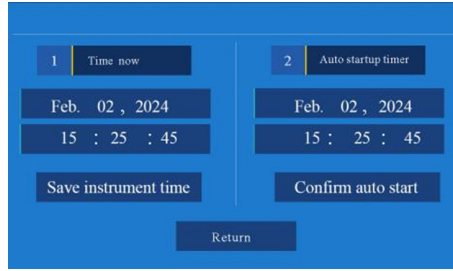 1 Time now
Feb. 02 , 2024
15 : 25 : 45
Save instrument time
2 Auto startup timer
Feb. 02 , 2024
15 : 25 : 45
Confirm auto start
Return